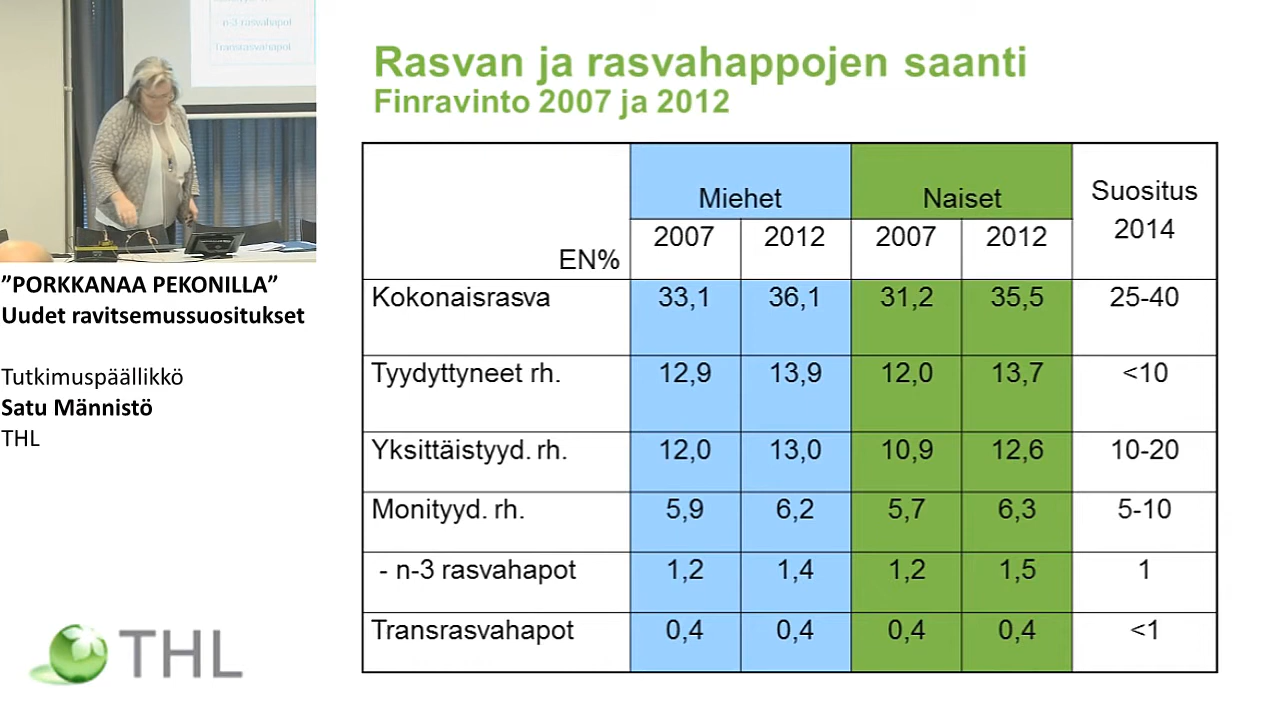 n-3 rasvahapot
Transrasvahapot
Rasvan ja rasvahappojen saanti
Finravinto 2007 ja 2012
”PORKKANAA PEKONILLA”
Uudet ravitsemussuositukset
Tutkimuspäällikkö
Satu Männistö
THL
THL
EN% Miehet Naiset Suositus 2014
2007 2012 2007 2012
Kokonaisrasva 33,1 36,1 31,2 35,5 25-40
Tyydyttyneet rh. 12,9 13,9 12,0 13,7 <10
Yksittäistyyd. rh. 12,0 13,0 10,9 12,6 10-20
Monityyd. rh. 5,9 6,2 5,7 6,3 5-10
- n-3 rasvahapot 1,2 1,4 1,2 1,5 1
Transrasvahapot 0,4 0,4 0,4 0,4 <1